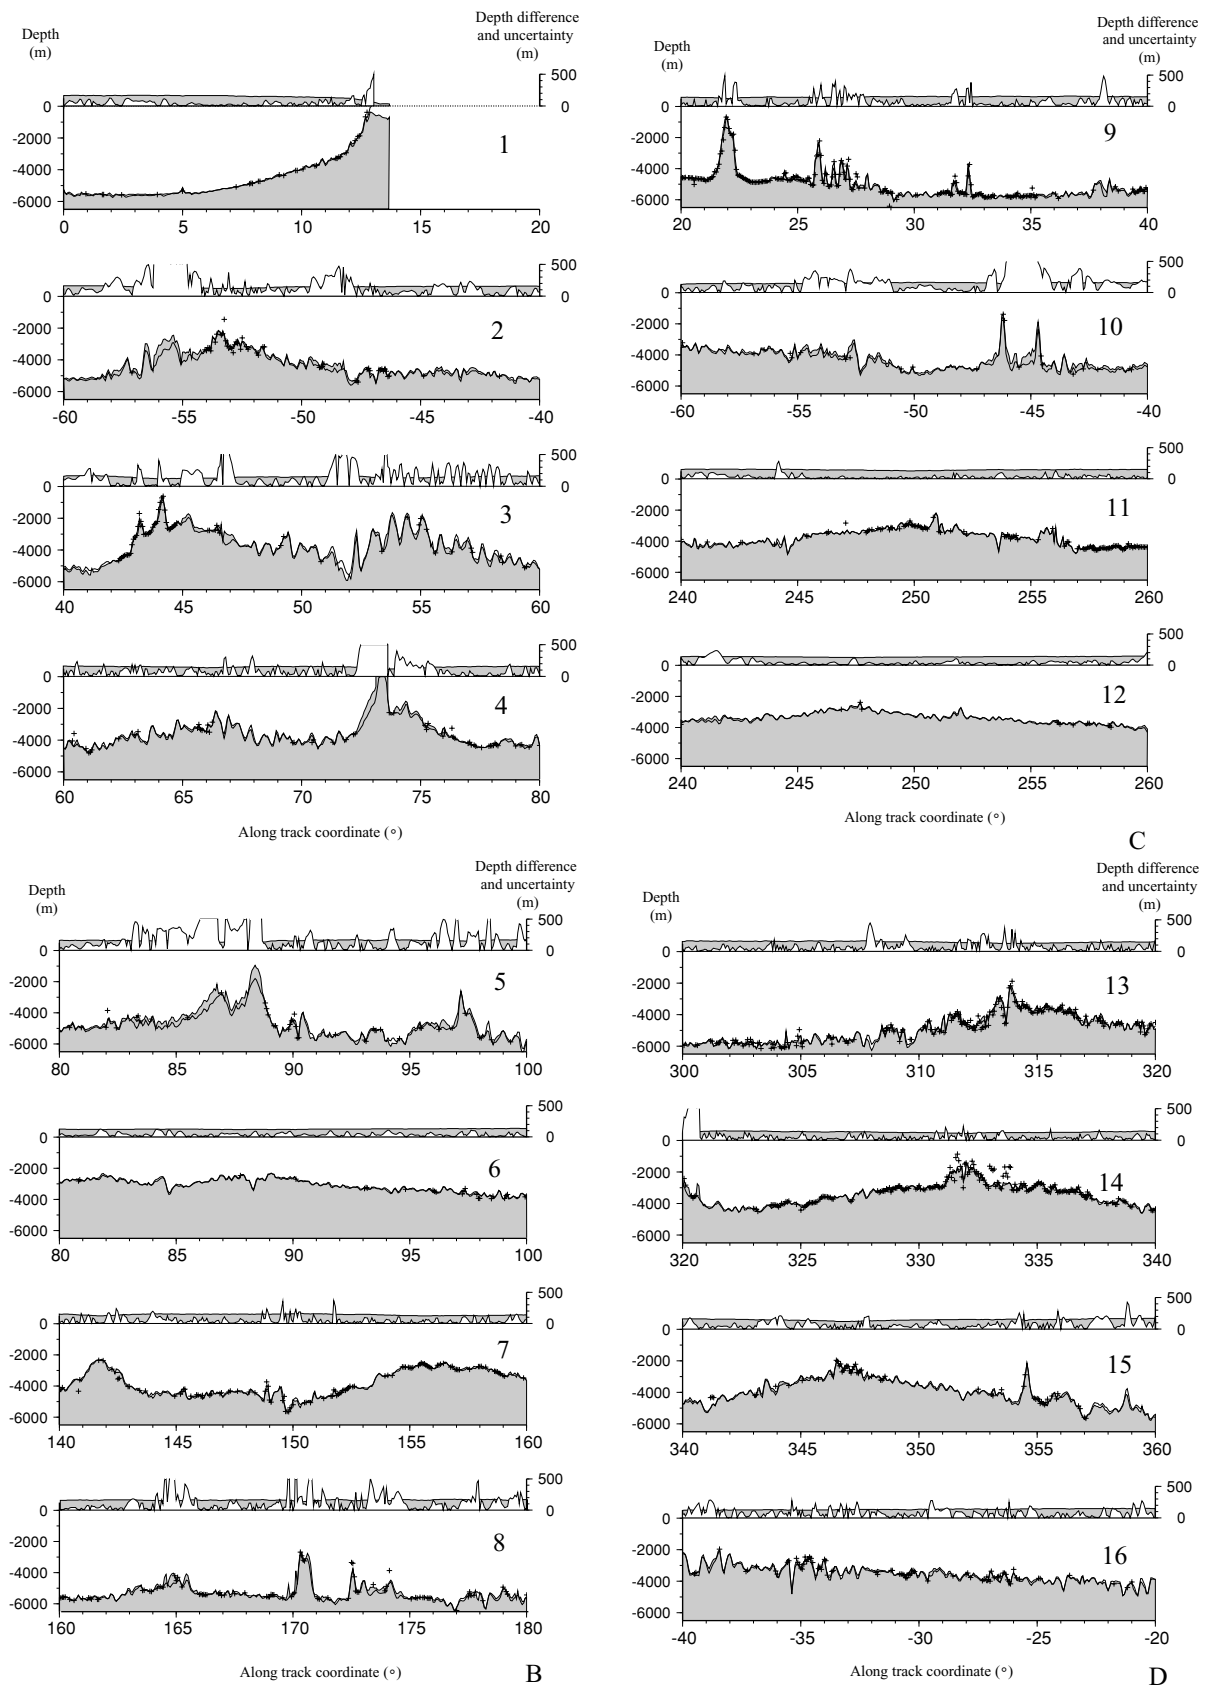 Depth
(m)
Depth difference
and uncertainty
(m)
500
0
0
-2000
-4000
-6000
1
0 5 10 15 20
500
0
0
-2000
-4000
-6000
2
-60 -55 -50 -45 -40
500
0
0
-2000
-4000
-6000
3
40 45 50 55 60
500
0
0
-2000
-4000
-6000
4
60 65 70 75 80
Along track coordinate (°)
Depth
(m)
Depth difference
and uncertainty
(m)
500
0
0
-2000
-4000
-6000
9
20 25 30 35 40
500
0
0
-2000
-4000
-6000
10
-60 -55 -50 -45 -40
500
0
0
-2000
-4000
-6000
11
240 245 250 255 260
500
0
0
-2000
-4000
-6000
12
240 245 250 255 260
Along track coordinate (°)
C
Depth
(m)
Depth difference
and uncertainty
(m)
500
0
0
-2000
-4000
-6000
5
80 85 90 95 100
500
0
0
-2000
-4000
-6000
6
80 85 90 95 100
500
0
0
-2000
-4000
-6000
7
140 145 150 155 160
500
0
0
-2000
-4000
-6000
8
160 165 170 175 180
Along track coordinate (°)
B
Depth
(m)
Depth difference
and uncertainty
(m)
500
0
0
-2000
-4000
-6000
13
300 305 310 315 320
500
0
0
-2000
-4000
-6000
14
320 325 330 335 340
500
0
0
-2000
-4000
-6000
15
340 345 350 355 360
500
0
0
-2000
-4000
-6000
16
-40 -35 -30 -25 -20
Along track coordinate (°)
D